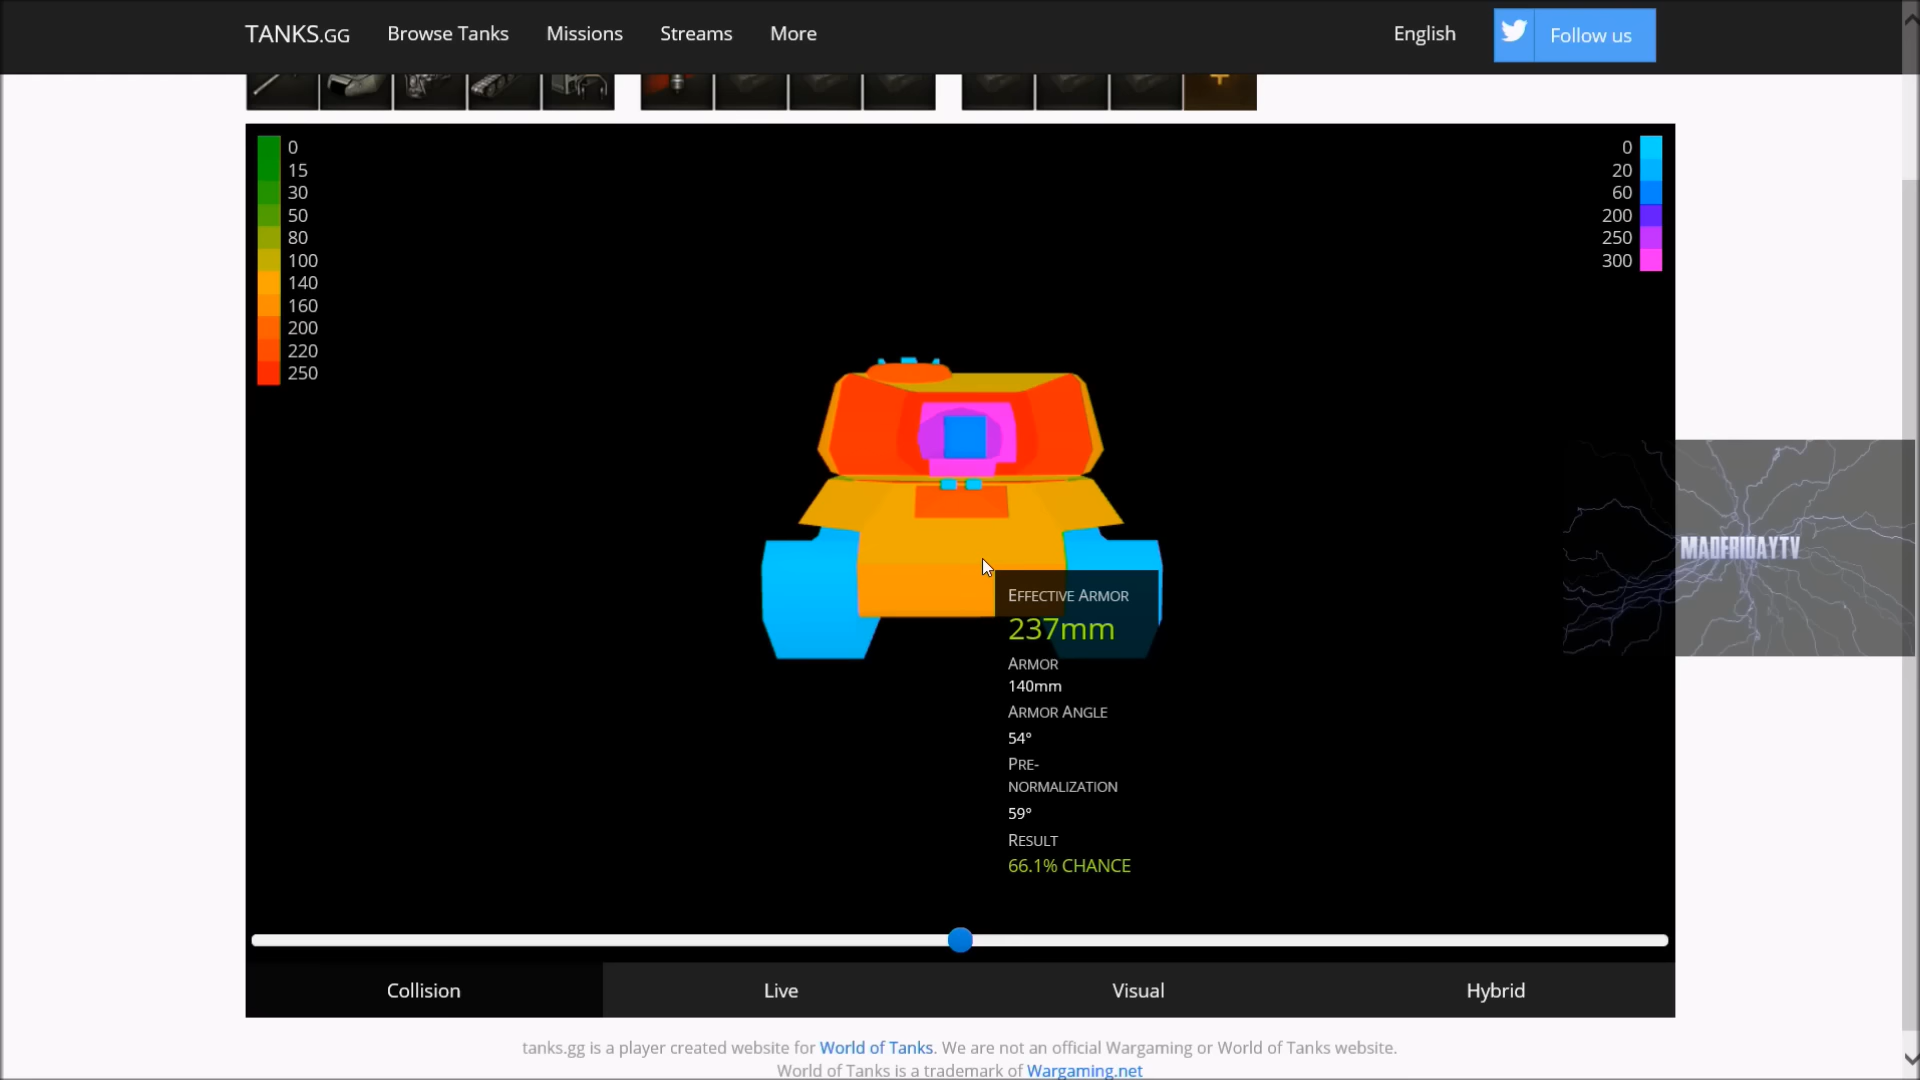 TANKS.GG Browse Tanks Missions Streams More English Follow us
0 0
15 20
30 60
50 200
80 250
100 300
140
160
200
220
250
MADFRIDAYTV
EFFECTIVE ARMOR
237mm
ARMOR
140mm
ARMOR ANGLE
54°
PRE-
NORMALIZATION
59°
RESULT
66.1% CHANCE
Collision Live Visual Hybrid
tanks.gg is a player created website for World of Tanks. We are not an official Wargaming or World of Tanks website.
World of Tanks is a trademark of Wargaming.net